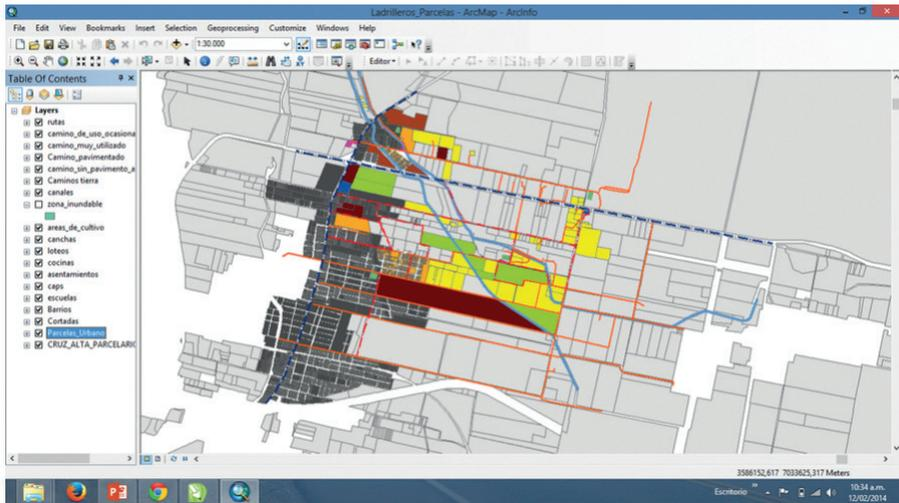 Ladrilleros_Parcelas - ArcMap - ArcInfo
File Edit View Bookmarks Insert Selection Geoprocessing Customize Windows Help
1:30.000
Editor
Table Of Contents
Layers
rutas
camino_de_uso_ocasiona
camino_muy_utilizado
Camino_pavimentado
camino_sin_pavimento_a
Caminos tierra
canales
zona_inundable
areas_de_cultivo
canchas
loteos
cocinas
asentamientos
caps
escuelas
Barrios
Cortadas
Parcelas_Urbano
CRUZ_ALTA_PARCELARIO
3586152,617 7033625,317 Meters
Escritorio
10:34 a.m.
12/02/2014